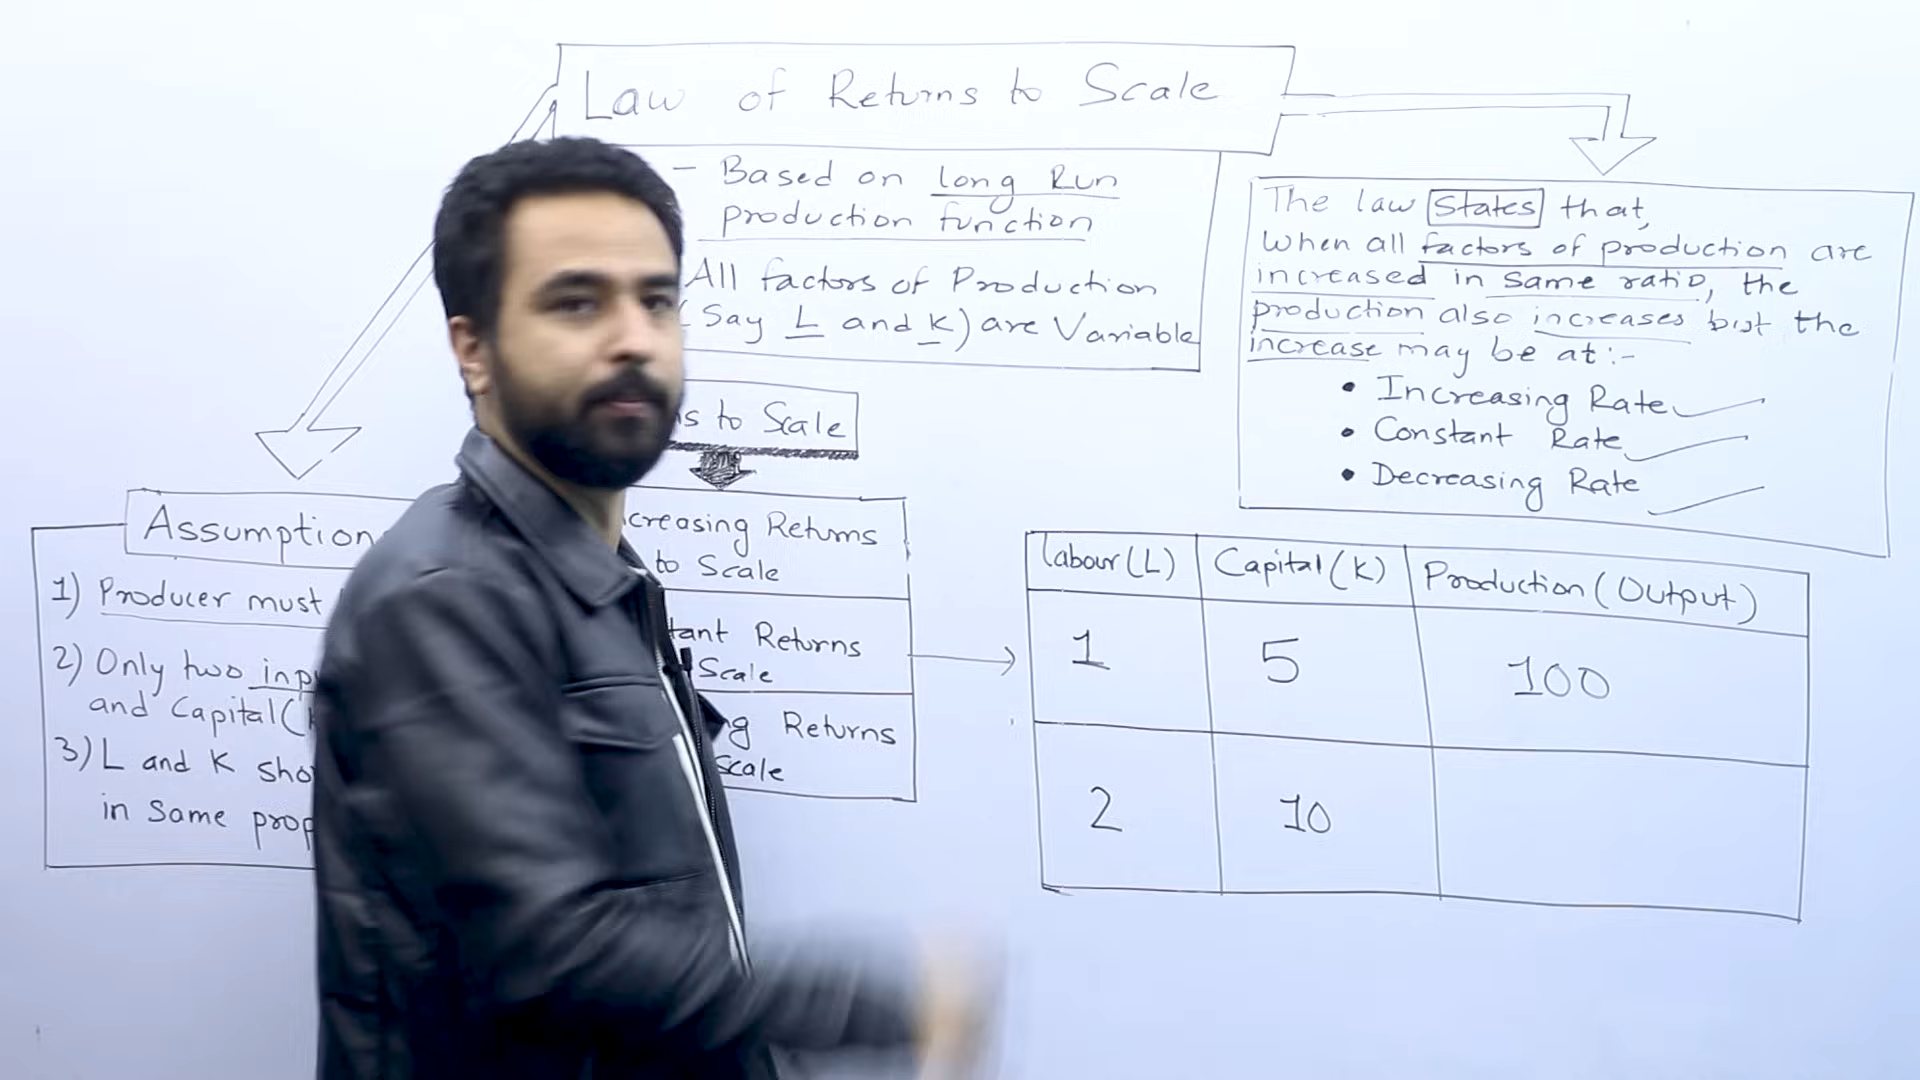 Law of Returns to Scale
- Based on long Run
production function
All factors of Production
(Say L and K) are Variable
The law States that,
When all factors of production are
increased in same ratio, the
production also increases but the
increase may be at:-
• Increasing Rate
• Constant Rate
• Decreasing Rate
to Scale
Returns
to Scale
Returns
Scale
Returns
Scale
Assumption
1) Producer must
2) Only two
and Capital(
3) L and K
in Same
Labour(L) Capital(K) Production(Output)
1 5 100
2 10